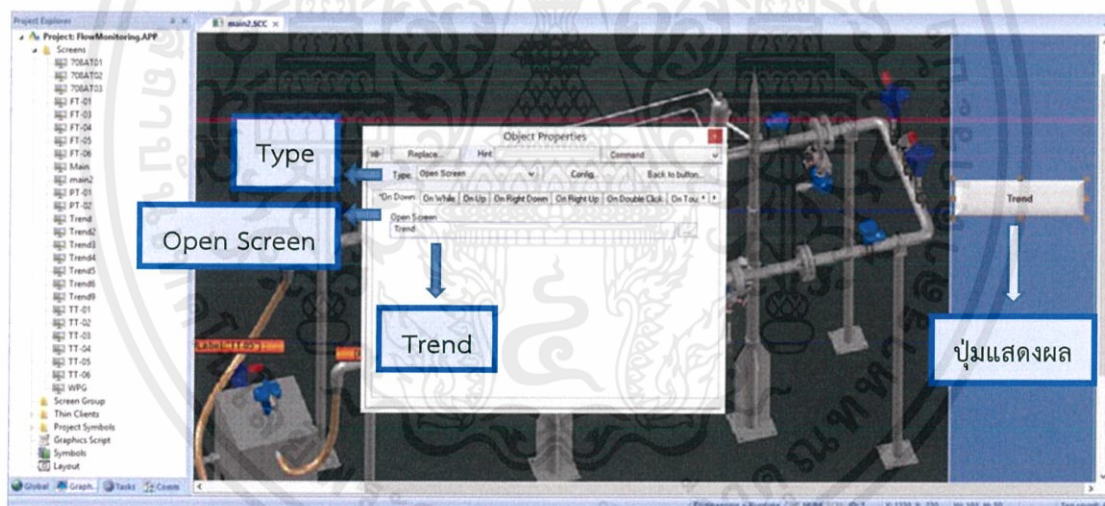 Project Explorer
main2.SCC
Project: FlowMonitoring.APP
Screens
708AT01
708AT02
708AT03
FT-01
FT-03
FT-04
FT-05
FT-06
Main
main2
PT-01
PT-02
Trend
Trend2
Trend3
Trend4
Trend5
Trend6
Trend9
TT-01
TT-02
TT-03
TT-04
TT-05
TT-06
WPG
Screen Group
Thin Clients
Project Symbols
Graphics Script
Symbols
Layout
Global Graph... Tasks Comm
Type
Open Screen
Object Properties
Replace... Hint: Command
Type: Open Screen Config... Back to button...
*On Down On While On Up On Right Down On Right Up On Double Click On Tou
Open Screen
Trend
Trend
Label["TT-05"]
Trend
ปุ่มแสดงผล